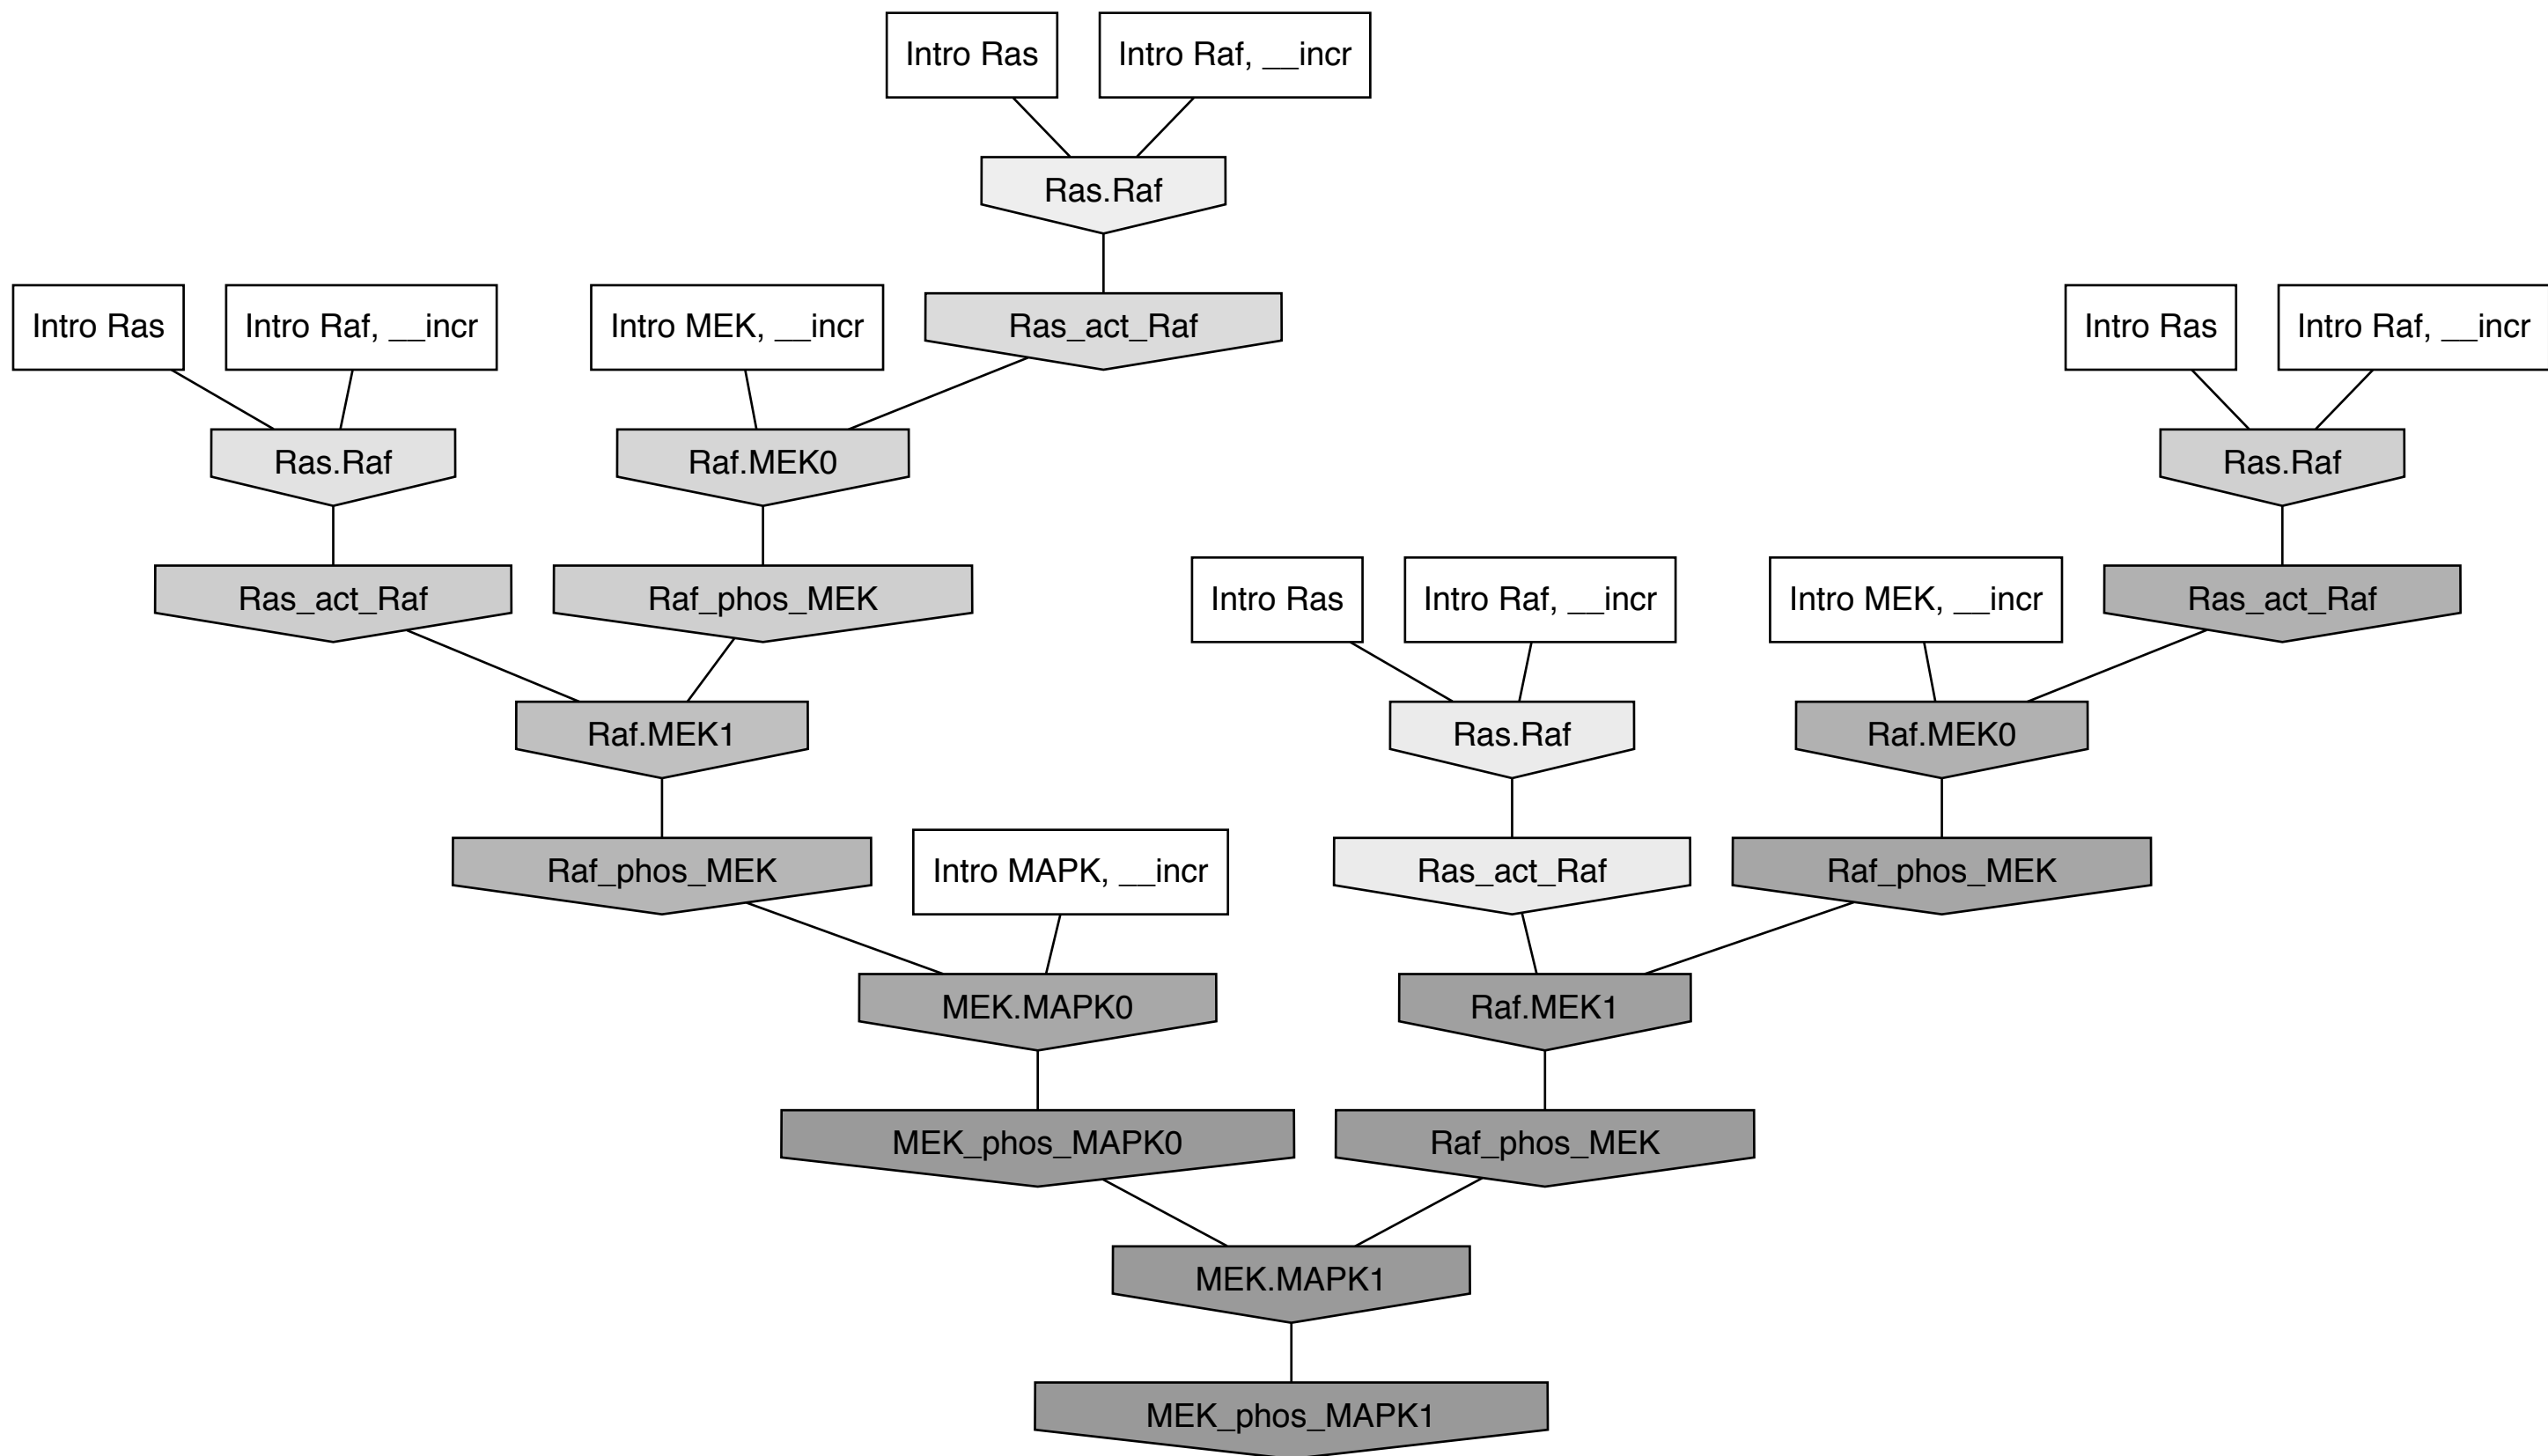 Intro Ras
Intro Raf, __incr
Ras.Raf
Intro Ras
Intro Raf, __incr
Intro MEK, __incr
Ras_act_Raf
Intro Ras
Intro Raf, __incr
Ras.Raf
Raf.MEK0
Ras.Raf
Ras_act_Raf
Raf_phos_MEK
Intro Ras
Intro Raf, __incr
Intro MEK, __incr
Ras_act_Raf
Raf.MEK1
Ras.Raf
Raf.MEK0
Raf_phos_MEK
Intro MAPK, __incr
Ras_act_Raf
Raf_phos_MEK
MEK.MAPK0
Raf.MEK1
MEK_phos_MAPK0
Raf_phos_MEK
MEK.MAPK1
MEK_phos_MAPK1